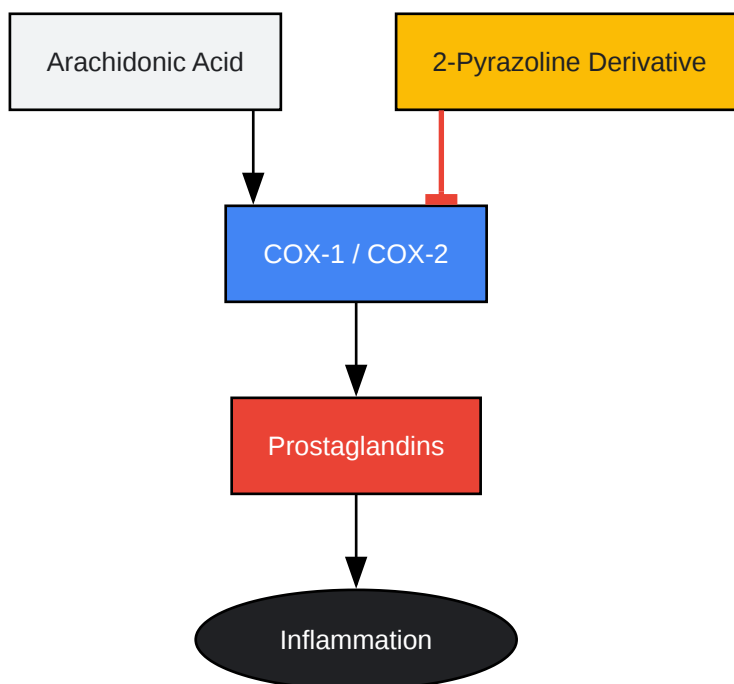 Arachidonic Acid
2-Pyrazoline Derivative
COX-1 / COX-2
Prostaglandins
Inflammation